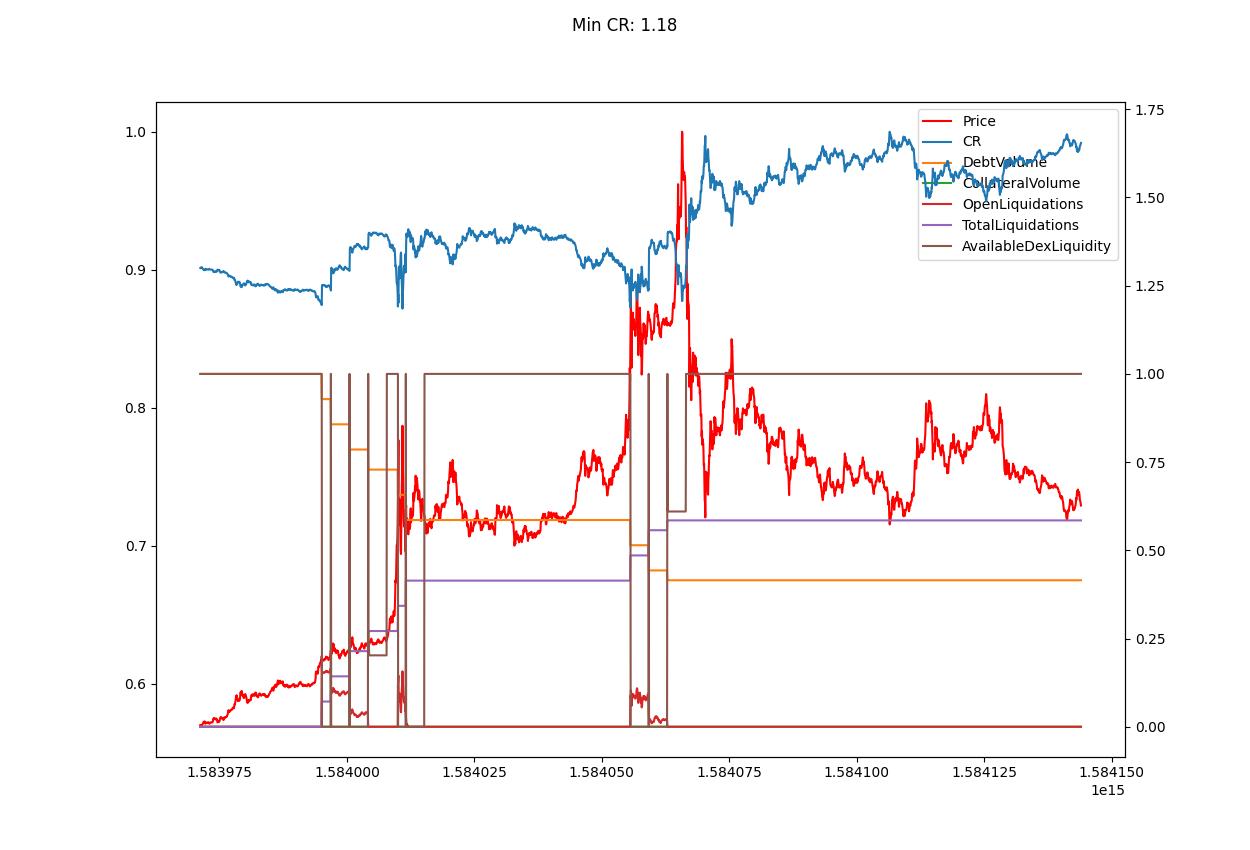 Min CR: 1.18
1.0
0.9
0.8
0.7
0.6
1.75
1.50
1.25
1.00
0.75
0.50
0.25
0.00
Price
CR
DebtVolume
CollateralVolume
OpenLiquidations
TotalLiquidations
AvailableDexLiquidity
1.583975 1.584000 1.584025 1.584050 1.584075 1.584100 1.584125 1.584150
1e15